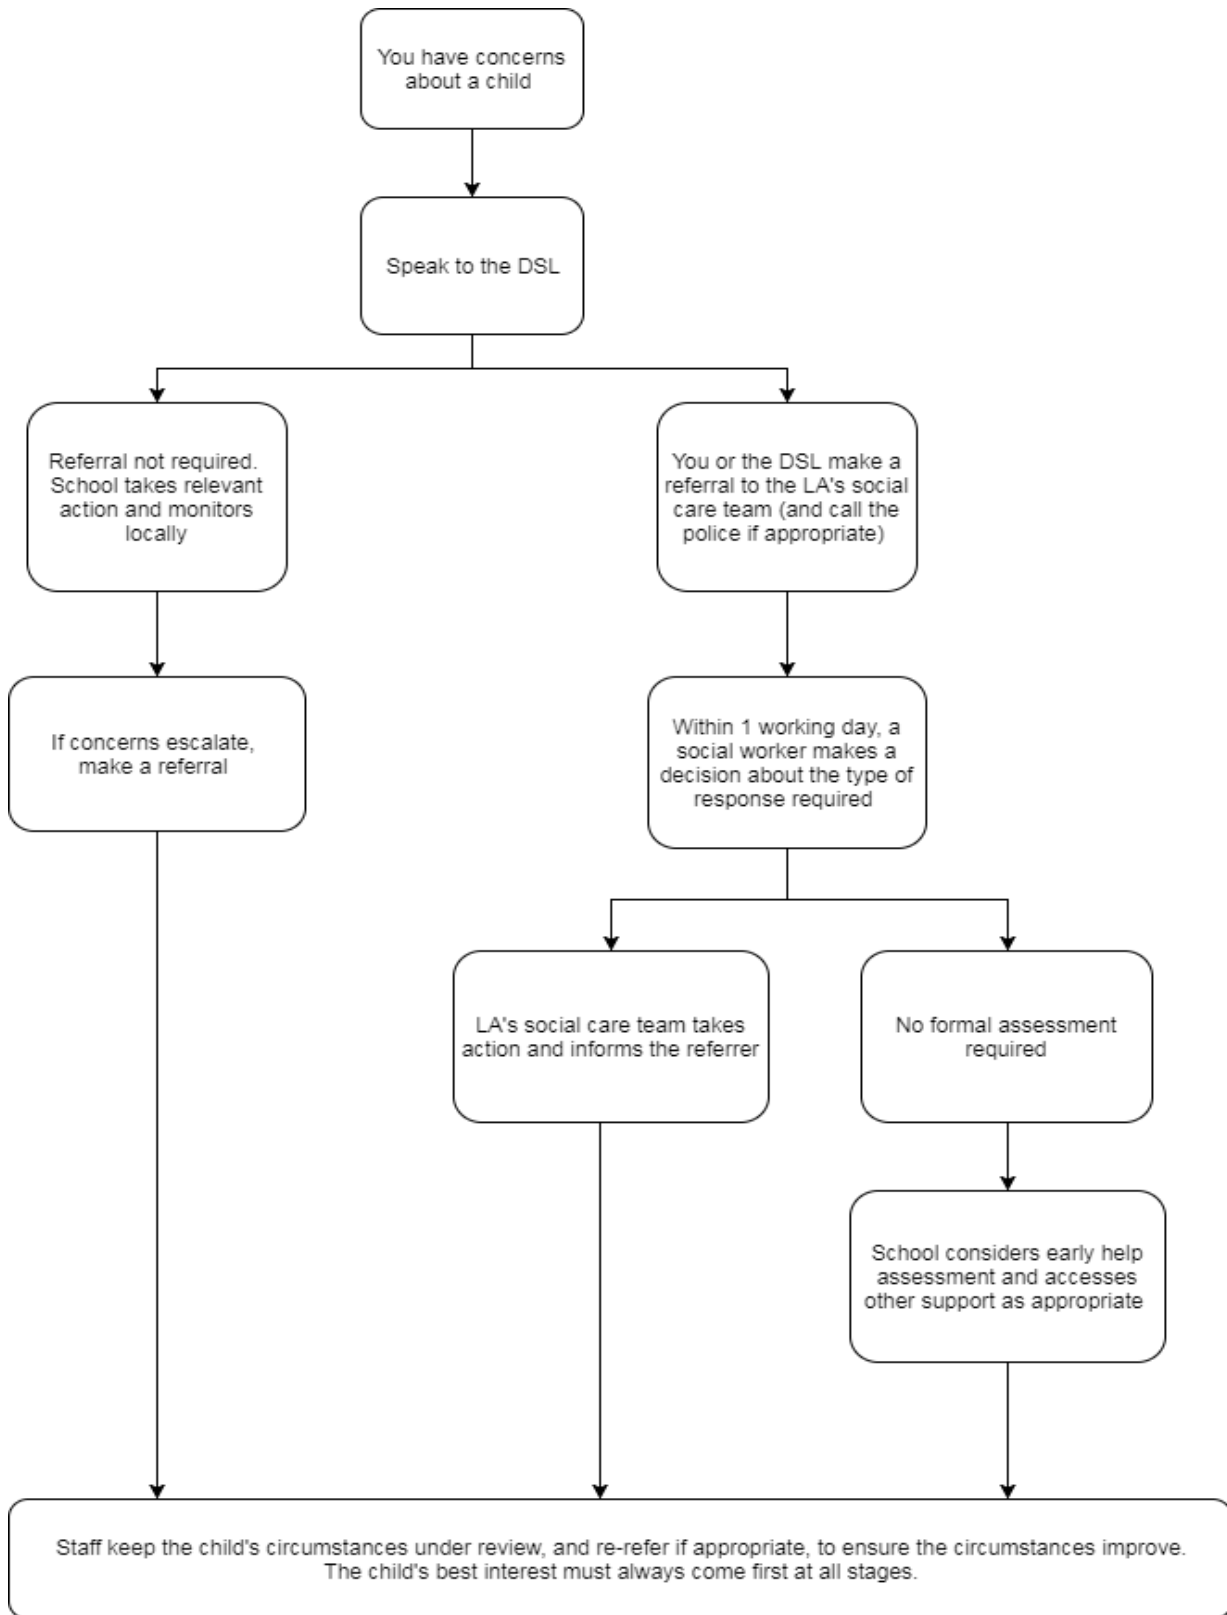 You have concerns
about a child
Speak to the DSL
Referral not required.
School takes relevant
action and monitors
locally
You or the DSL make a
referral to the LA's social
care team (and call the
police if appropriate)
If concerns escalate,
make a referral
Within 1 working day, a
social worker makes a
decision about the type of
response required
LA's social care team takes
action and informs the referrer
No formal assessment
required
School considers early help
assessment and accesses
other support as appropriate
Staff keep the child's circumstances under review, and re-refer if appropriate, to ensure the circumstances improve.
The child's best interest must always come first at all stages.